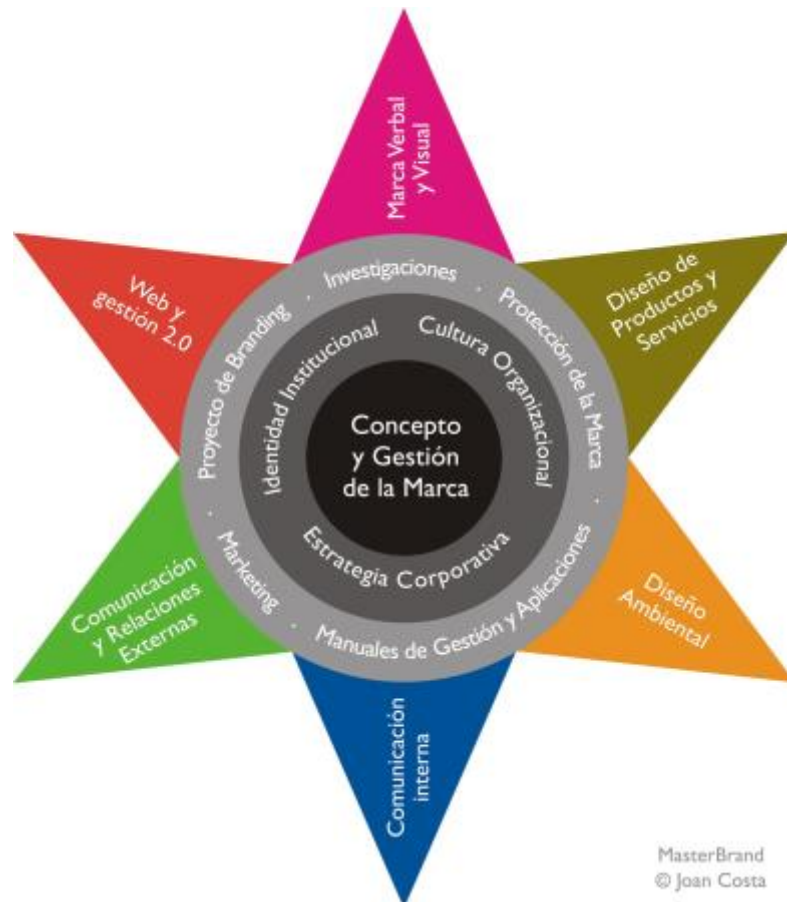 Marca Verbal
y Visual
Diseño de
Productos y
Servicios
Diseño
Ambiental
Comunicación
interna
Comunicación
y Relaciones
Externas
Web y
gestión 2.0
Proyecto de Branding . Investigaciones . Protección de la Marca .
Manuales de Gestión y Aplicaciones . Marketing
Identidad Institucional
Cultura Organizacional
Estrategia Corporativa
Concepto
y Gestión
de la Marca
MasterBrand
© Joan Costa